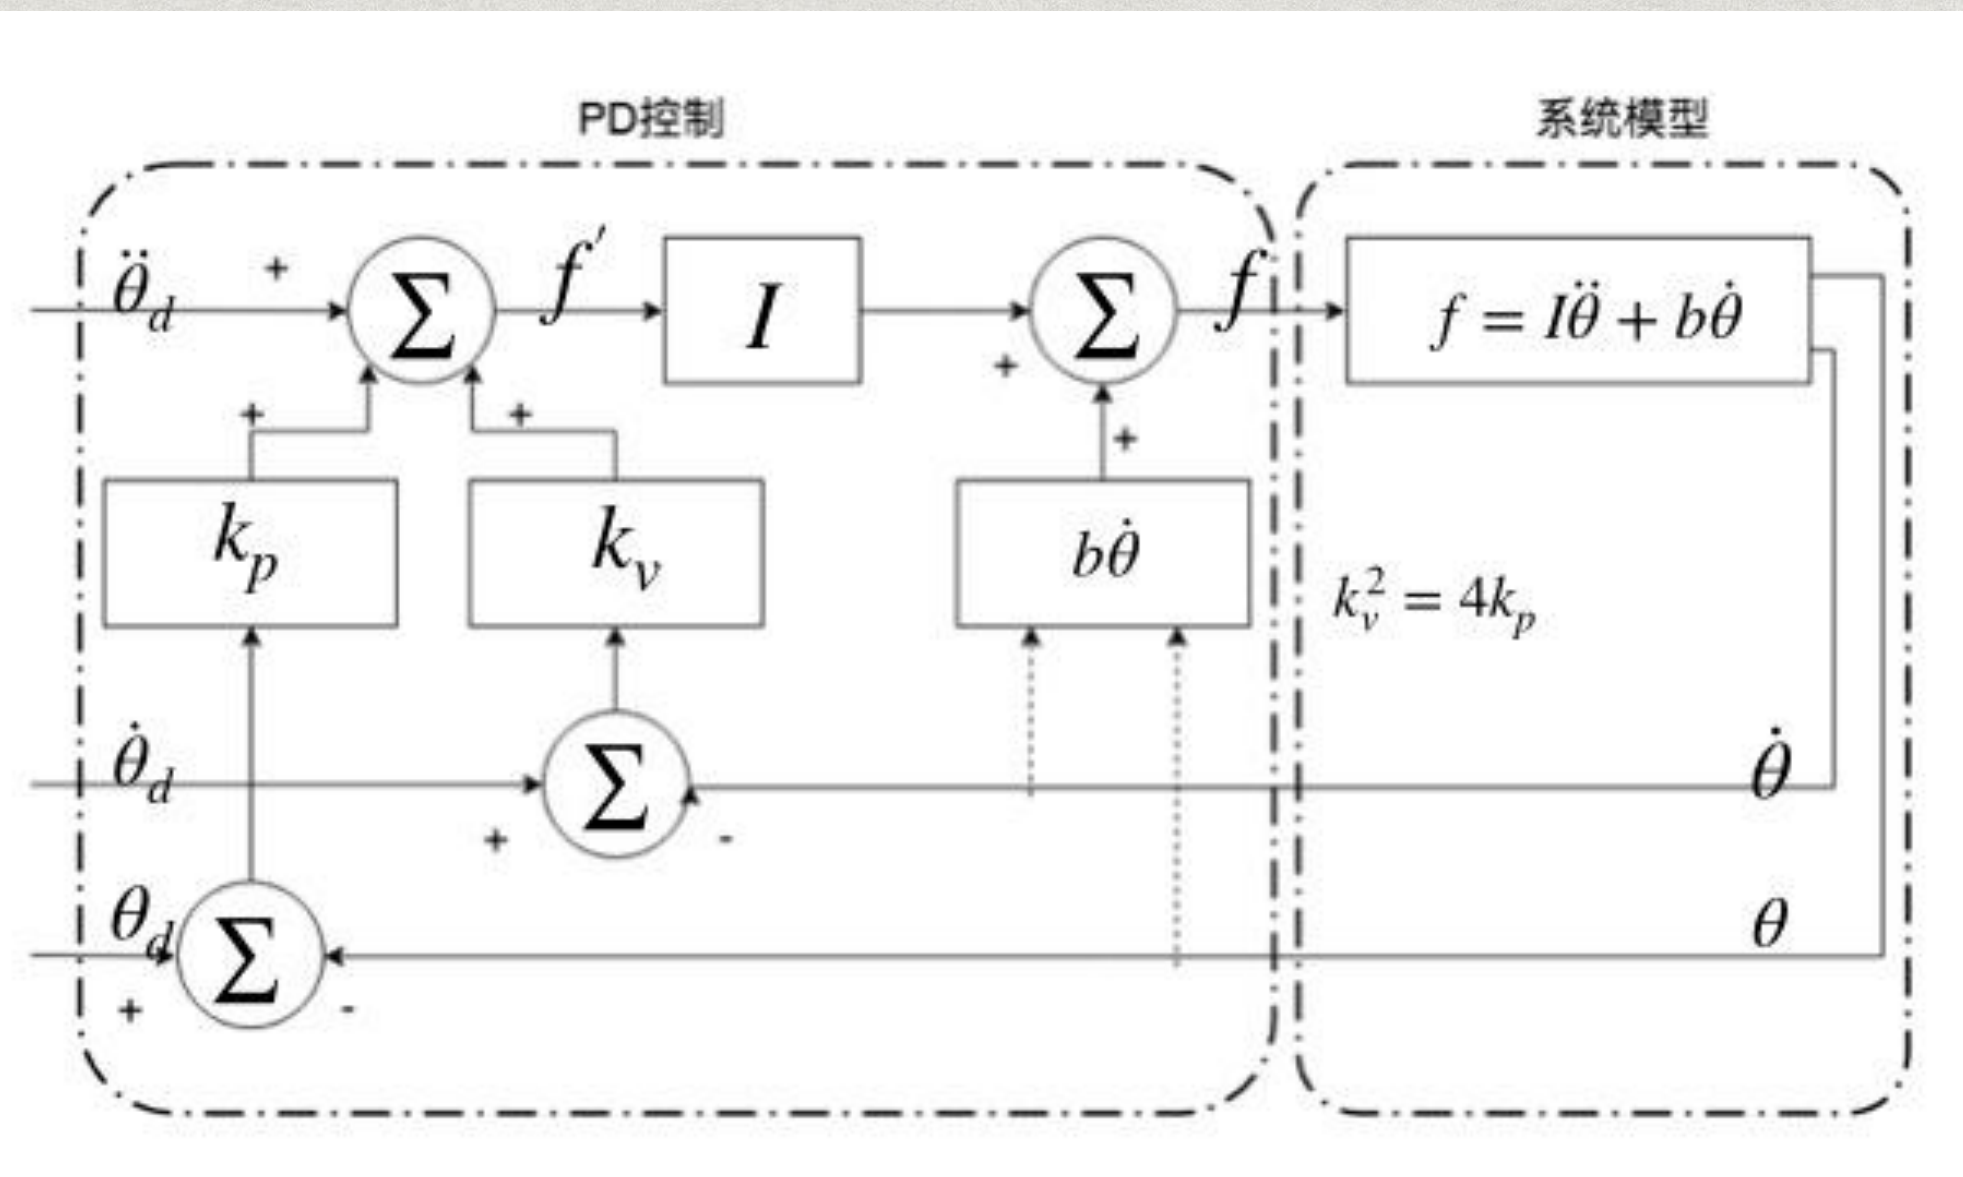 PD控制
系统模型
θ̈_d
+
Σ
f′
I
Σ
f
f = Iθ̈ + bθ̇
+
+
+
+
k_p
k_v
bθ̇
k_v^2 = 4k_p
θ̇_d
Σ
θ̇
+
-
θ_d
Σ
θ
+
-